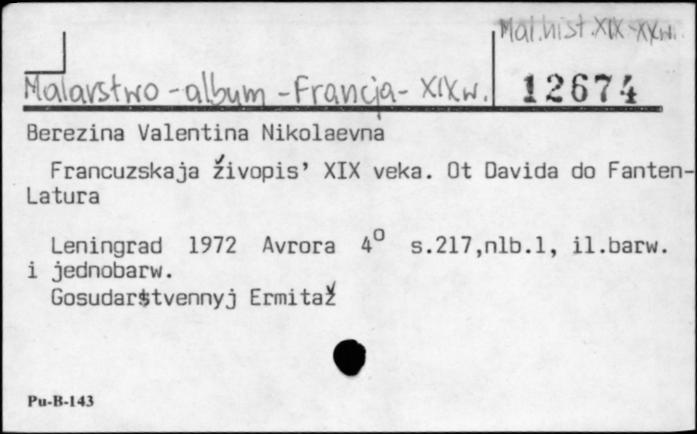 Mal.hist.XIX-XXw.
Malarstwo-album-Francja-XIXw.
12674
Berezina Valentina Nikolaevna
Francuzskaja živopis’ XIX veka. Ot Davida do Fanten-
Latura
Leningrad 1972 Avrora 4° s.217,nlb.1, il.barw.
i jednobarw.
Gosudarstvennyj Ermitaž
Pu-B-143